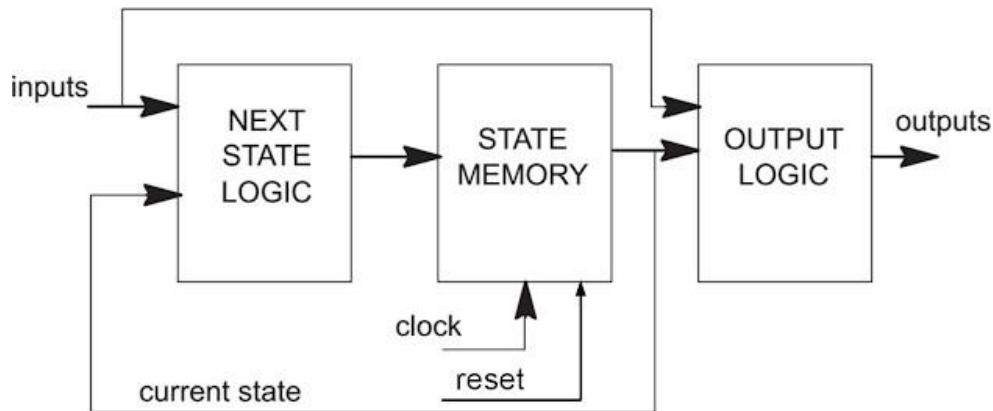 inputs
NEXT
STATE
LOGIC
STATE
MEMORY
OUTPUT
LOGIC
outputs
clock
reset
current state